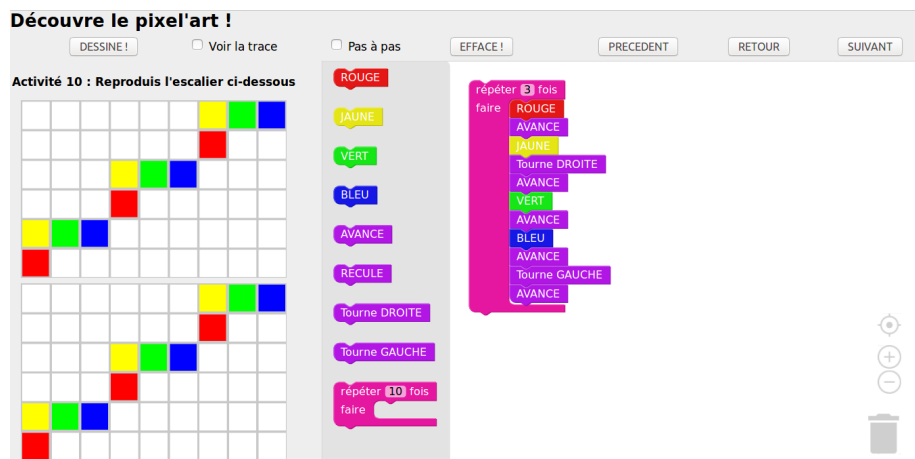 Découvre le pixel'art !
DESSINE !
Voir la trace
Pas à pas
EFFACE !
PRECEDENT
RETOUR
SUIVANT
Activité 10 : Reproduis l'escalier ci-dessous
ROUGE
JAUNE
VERT
BLEU
AVANCE
RECULE
Tourne DROITE
Tourne GAUCHE
répéter 10 fois
faire
répéter 3 fois
faire ROUGE
AVANCE
JAUNE
Tourne DROITE
AVANCE
VERT
AVANCE
BLEU
AVANCE
Tourne GAUCHE
AVANCE